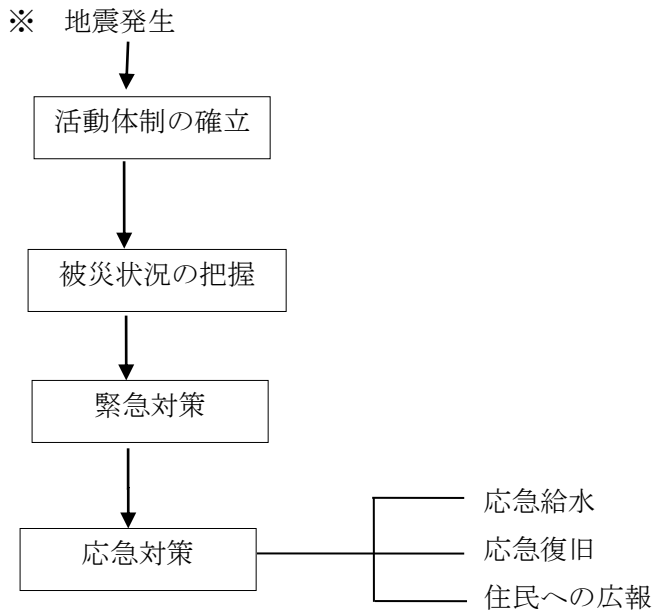 ※　地震発生
活動体制の確立
被災状況の把握
緊急対策
応急対策
応急給水
応急復旧
住民への広報